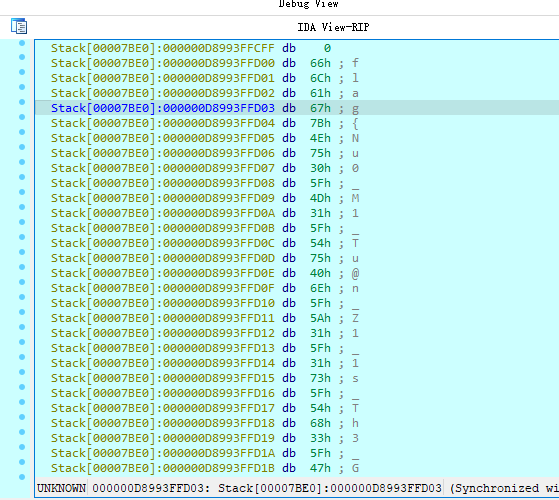 Debug View
IDA View-RIP
Stack[00007BE0]:000000D8993FFCFF db 0
Stack[00007BE0]:000000D8993FFD00 db 66h ; f
Stack[00007BE0]:000000D8993FFD01 db 6Ch ; l
Stack[00007BE0]:000000D8993FFD02 db 61h ; a
Stack[00007BE0]:000000D8993FFD03 db 67h ; g
Stack[00007BE0]:000000D8993FFD04 db 7Bh ; {
Stack[00007BE0]:000000D8993FFD05 db 4Eh ; N
Stack[00007BE0]:000000D8993FFD06 db 75h ; u
Stack[00007BE0]:000000D8993FFD07 db 30h ; 0
Stack[00007BE0]:000000D8993FFD08 db 5Fh ; _
Stack[00007BE0]:000000D8993FFD09 db 4Dh ; M
Stack[00007BE0]:000000D8993FFD0A db 31h ; 1
Stack[00007BE0]:000000D8993FFD0B db 5Fh ; _
Stack[00007BE0]:000000D8993FFD0C db 54h ; T
Stack[00007BE0]:000000D8993FFD0D db 75h ; u
Stack[00007BE0]:000000D8993FFD0E db 40h ; @
Stack[00007BE0]:000000D8993FFD0F db 6Eh ; n
Stack[00007BE0]:000000D8993FFD10 db 5Fh ; _
Stack[00007BE0]:000000D8993FFD11 db 5Ah ; Z
Stack[00007BE0]:000000D8993FFD12 db 31h ; 1
Stack[00007BE0]:000000D8993FFD13 db 5Fh ; _
Stack[00007BE0]:000000D8993FFD14 db 31h ; 1
Stack[00007BE0]:000000D8993FFD15 db 73h ; s
Stack[00007BE0]:000000D8993FFD16 db 5Fh ; _
Stack[00007BE0]:000000D8993FFD17 db 54h ; T
Stack[00007BE0]:000000D8993FFD18 db 68h ; h
Stack[00007BE0]:000000D8993FFD19 db 33h ; 3
Stack[00007BE0]:000000D8993FFD1A db 5Fh ; _
Stack[00007BE0]:000000D8993FFD1B db 47h ; G
UNKNOWN 000000D8993FFD03: Stack[00007BE0]:000000D8993FFD03 (Synchronized wi